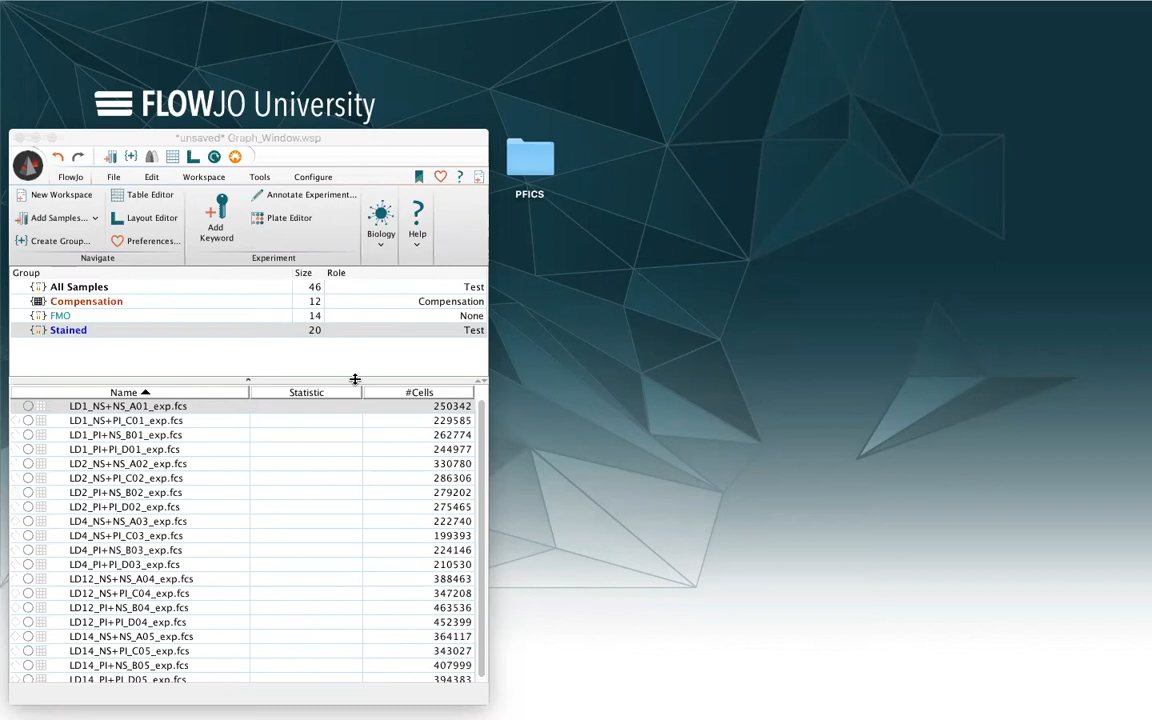 FLOWJO University
*unsaved* Graph_Window.wsp
FlowJo File Edit Workspace Tools Configure
New Workspace Table Editor Annotate Experiment...
Add Samples... Layout Editor Add Keyword Plate Editor Biology Help
Create Group... Preferences...
Navigate Experiment
Group Size Role
All Samples 46 Test
Compensation 12 Compensation
FMO 14 None
Stained 20 Test
Name Statistic #Cells
LD1_NS+NS_A01_exp.fcs 250342
LD1_NS+PI_C01_exp.fcs 229585
LD1_PI+NS_B01_exp.fcs 262774
LD1_PI+PI_D01_exp.fcs 244977
LD2_NS+NS_A02_exp.fcs 330780
LD2_NS+PI_C02_exp.fcs 286306
LD2_PI+NS_B02_exp.fcs 279202
LD2_PI+PI_D02_exp.fcs 275465
LD4_NS+NS_A03_exp.fcs 222740
LD4_NS+PI_C03_exp.fcs 199393
LD4_PI+NS_B03_exp.fcs 224146
LD4_PI+PI_D03_exp.fcs 210530
LD12_NS+NS_A04_exp.fcs 388463
LD12_NS+PI_C04_exp.fcs 347208
LD12_PI+NS_B04_exp.fcs 463536
LD12_PI+PI_D04_exp.fcs 452399
LD14_NS+NS_A05_exp.fcs 364117
LD14_NS+PI_C05_exp.fcs 343027
LD14_PI+NS_B05_exp.fcs 407999
LD14_PI+PI_D05_exp.fcs 394383
PFICS